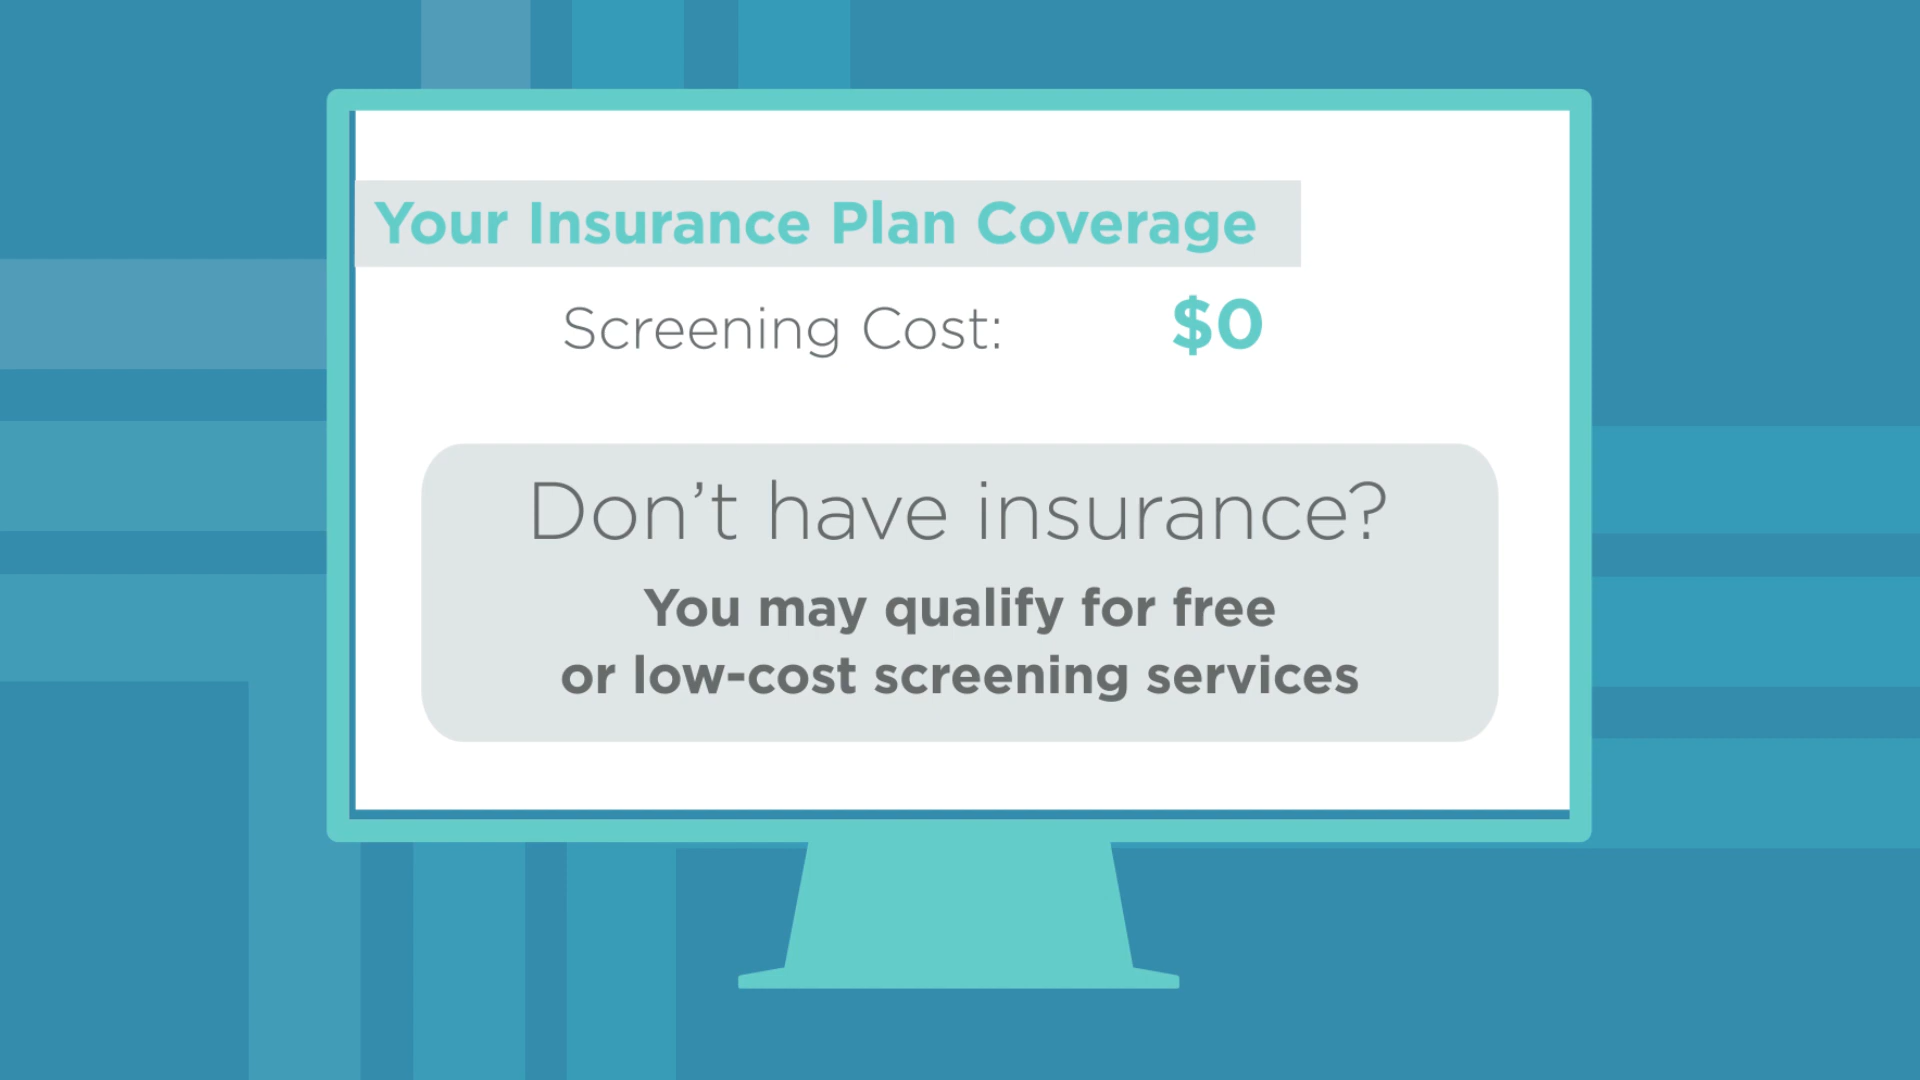 Your Insurance Plan Coverage
Screening Cost: $0
Don’t have insurance?
You may qualify for free
or low-cost screening services